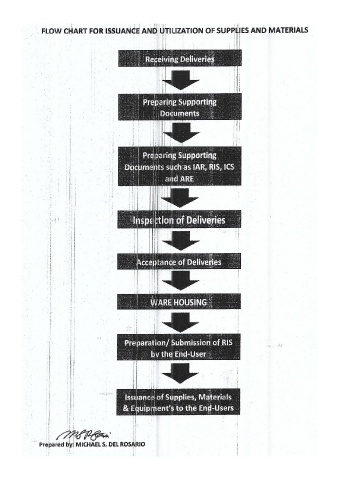 FLOW CHART FOR ISSUANCE AND UTILIZATION OF SUPPLIES AND MATERIALS
Receiving Deliveries
Preparing Supporting
Documents
Preparing Supporting
Documents such as IAR, RIS, ICS
and ARE
Inspection of Deliveries
Acceptance of Deliveries
WARE HOUSING
Preparation/ Submission of RIS
by the End-User
Issuance of Supplies, Materials
& Equipment's to the End-Users
Prepared by: MICHAEL S. DEL ROSARIO